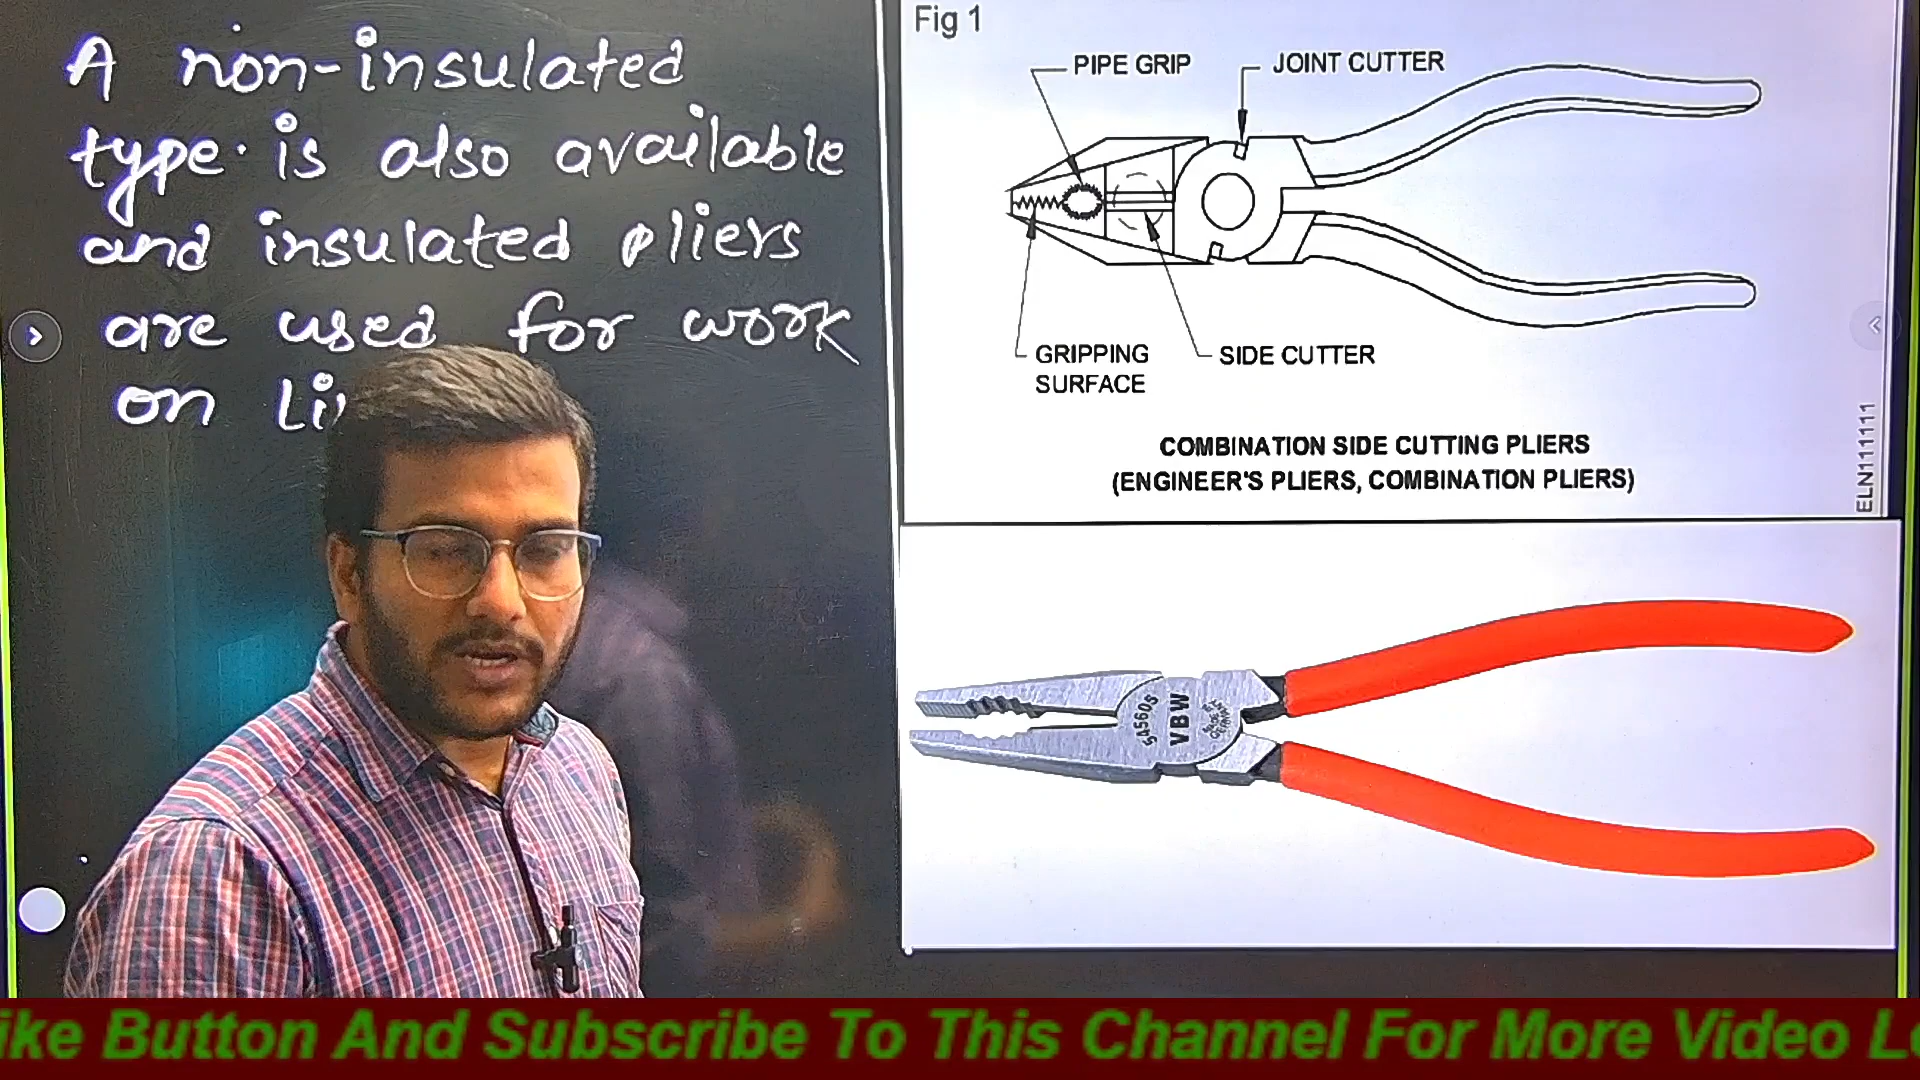 A non-insulated
type. is also available
and insulated pliers
are used for work
on
Fig 1
PIPE GRIP
JOINT CUTTER
GRIPPING
SURFACE
SIDE CUTTER
COMBINATION SIDE CUTTING PLIERS
(ENGINEER'S PLIERS, COMBINATION PLIERS)
ELN111111
VBW
ike Button And Subscribe To This Channel For More Video